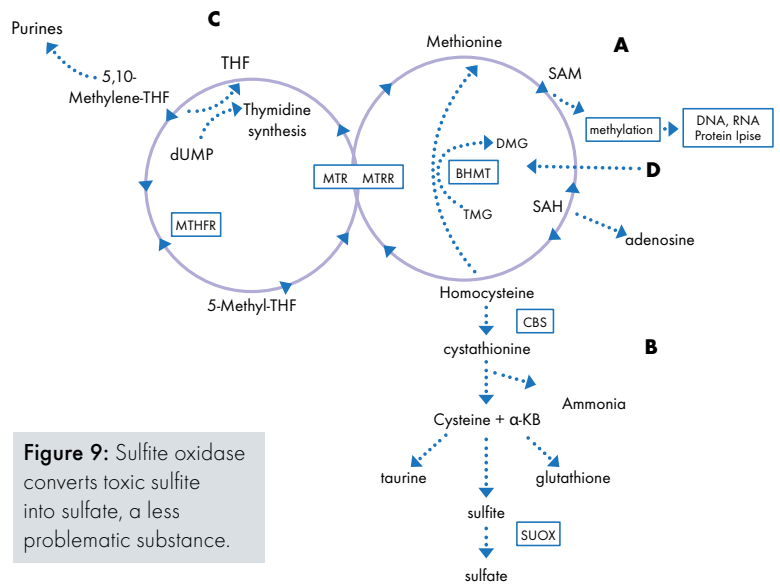 Purines
C
A
B
D
5,10-
Methylene-THF
THF
Thymidine
synthesis
dUMP
MTHFR
5-Methyl-THF
MTR MTRR
Methionine
SAM
methylation
DNA, RNA
Protein Ipise
DMG
BHMT
TMG
SAH
adenosine
Homocysteine
CBS
cystathionine
Ammonia
Cysteine + α-KB
taurine
glutathione
sulfite
SUOX
sulfate
Figure 9: Sulfite oxidase
converts toxic sulfite
into sulfate, a less
problematic substance.